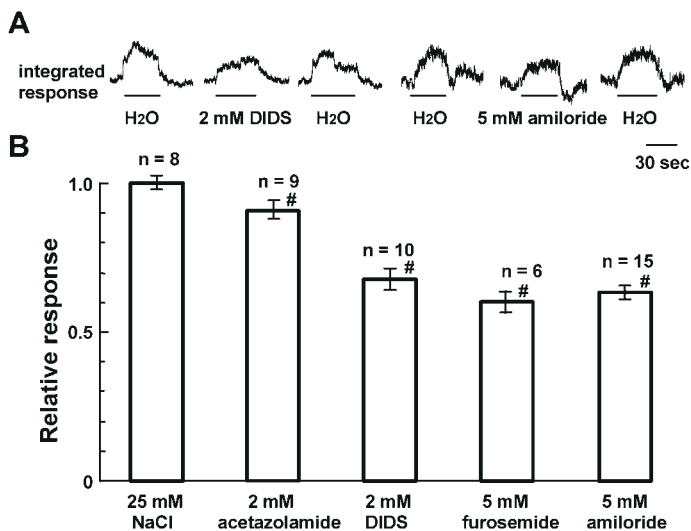 A
integrated
response
H2O 2 mM DIDS H2O H2O 5 mM amiloride H2O
30 sec
B
n = 8
n = 9
#
n = 10
#
n = 6
#
n = 15
#
1.0
0.5
0
Relative response
25 mM
NaCl
2 mM
acetazolamide
2 mM
DIDS
5 mM
furosemide
5 mM
amiloride